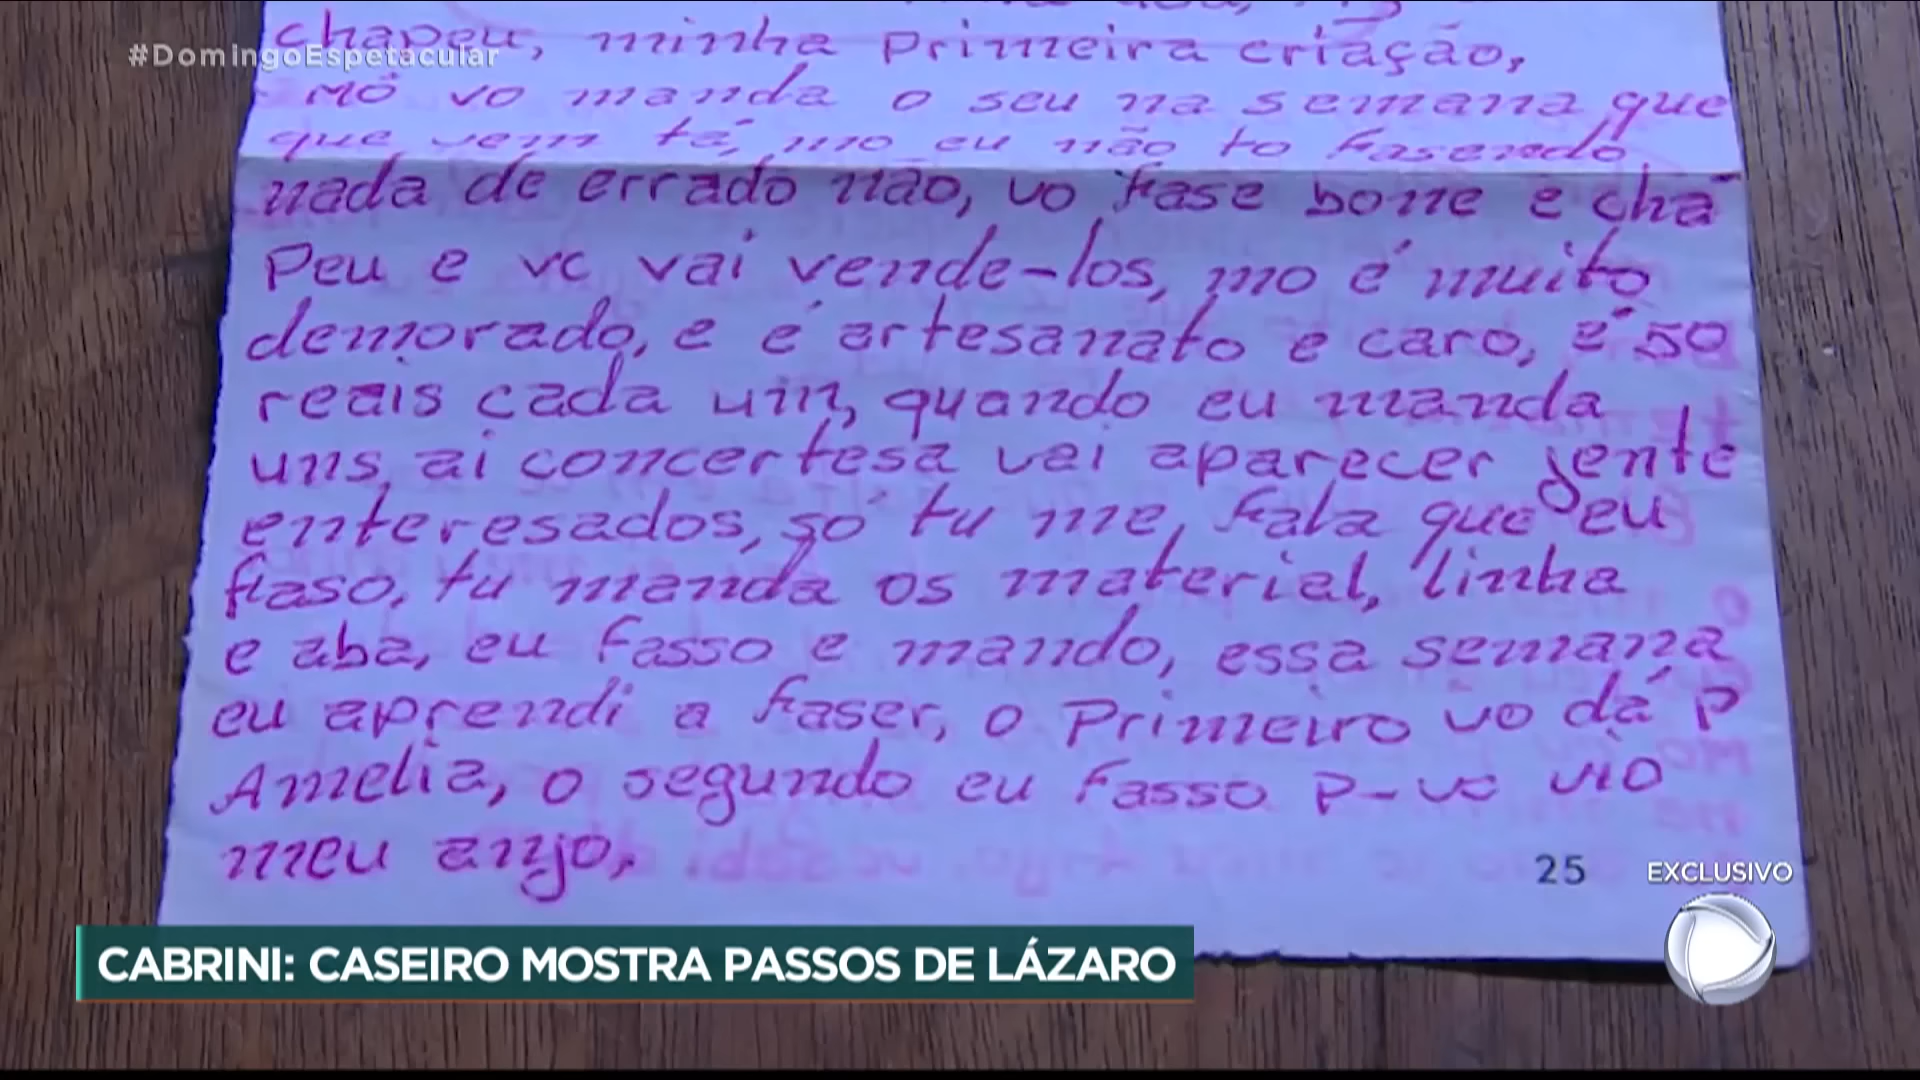 chapeu, minha primeira criação,
#DomingoEspetacular
mô vo manda o seu na semana que
que vem tá, mo eu não to fasendo
nada de errado não, vo fase bone e cha
peu e vc vai vende-los, mo é muito
demorado, e é artesanato e caro, é 50
reais cada um, quando eu manda
uns, ai concertesa vai aparecer jente
enteresados, só tu me fala que eu
faso, tu manda os material, linha
e aba, eu fasso e mando, essa semana
eu aprendi a faser, o primeiro vo dá p
Amelia, o segundo eu fasso p-vc vio
meu anjo,
25
EXCLUSIVO
CABRINI: CASEIRO MOSTRA PASSOS DE LÁZARO